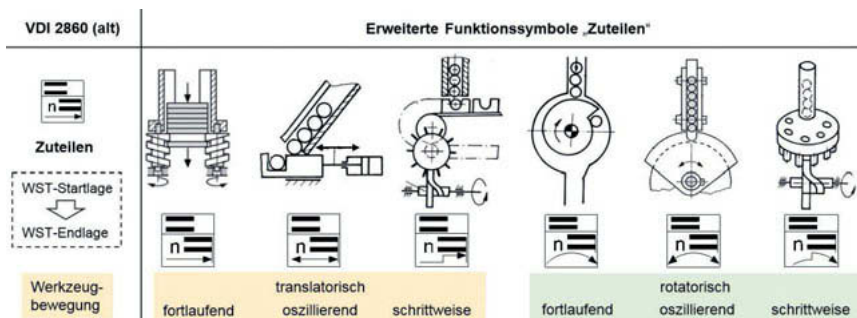 VDI 2860 (alt)
Erweiterte Funktionssymbole „Zuteilen“
n
Zuteilen
WST-Startlage
WST-Endlage
n
n
n
n
n
n
Werkzeug-
bewegung
translatorisch
fortlaufend oszillierend schrittweise
rotatorisch
fortlaufend oszillierend schrittweise